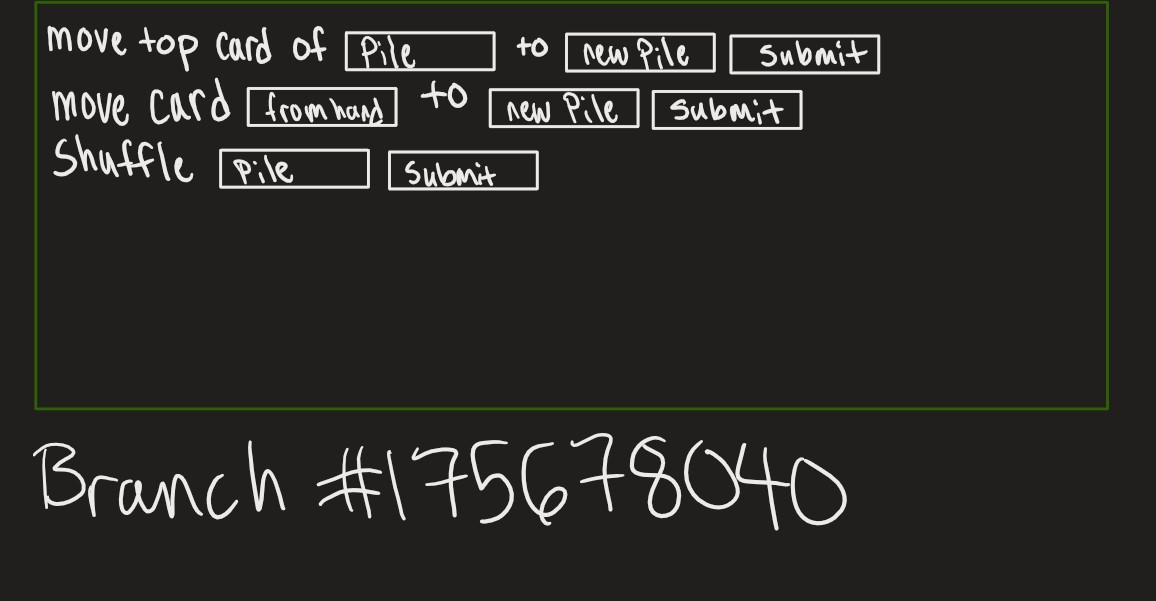 move top card of Pile to new Pile Submit
move card from hand to new Pile Submit
Shuffle Pile Submit
Branch #175678040